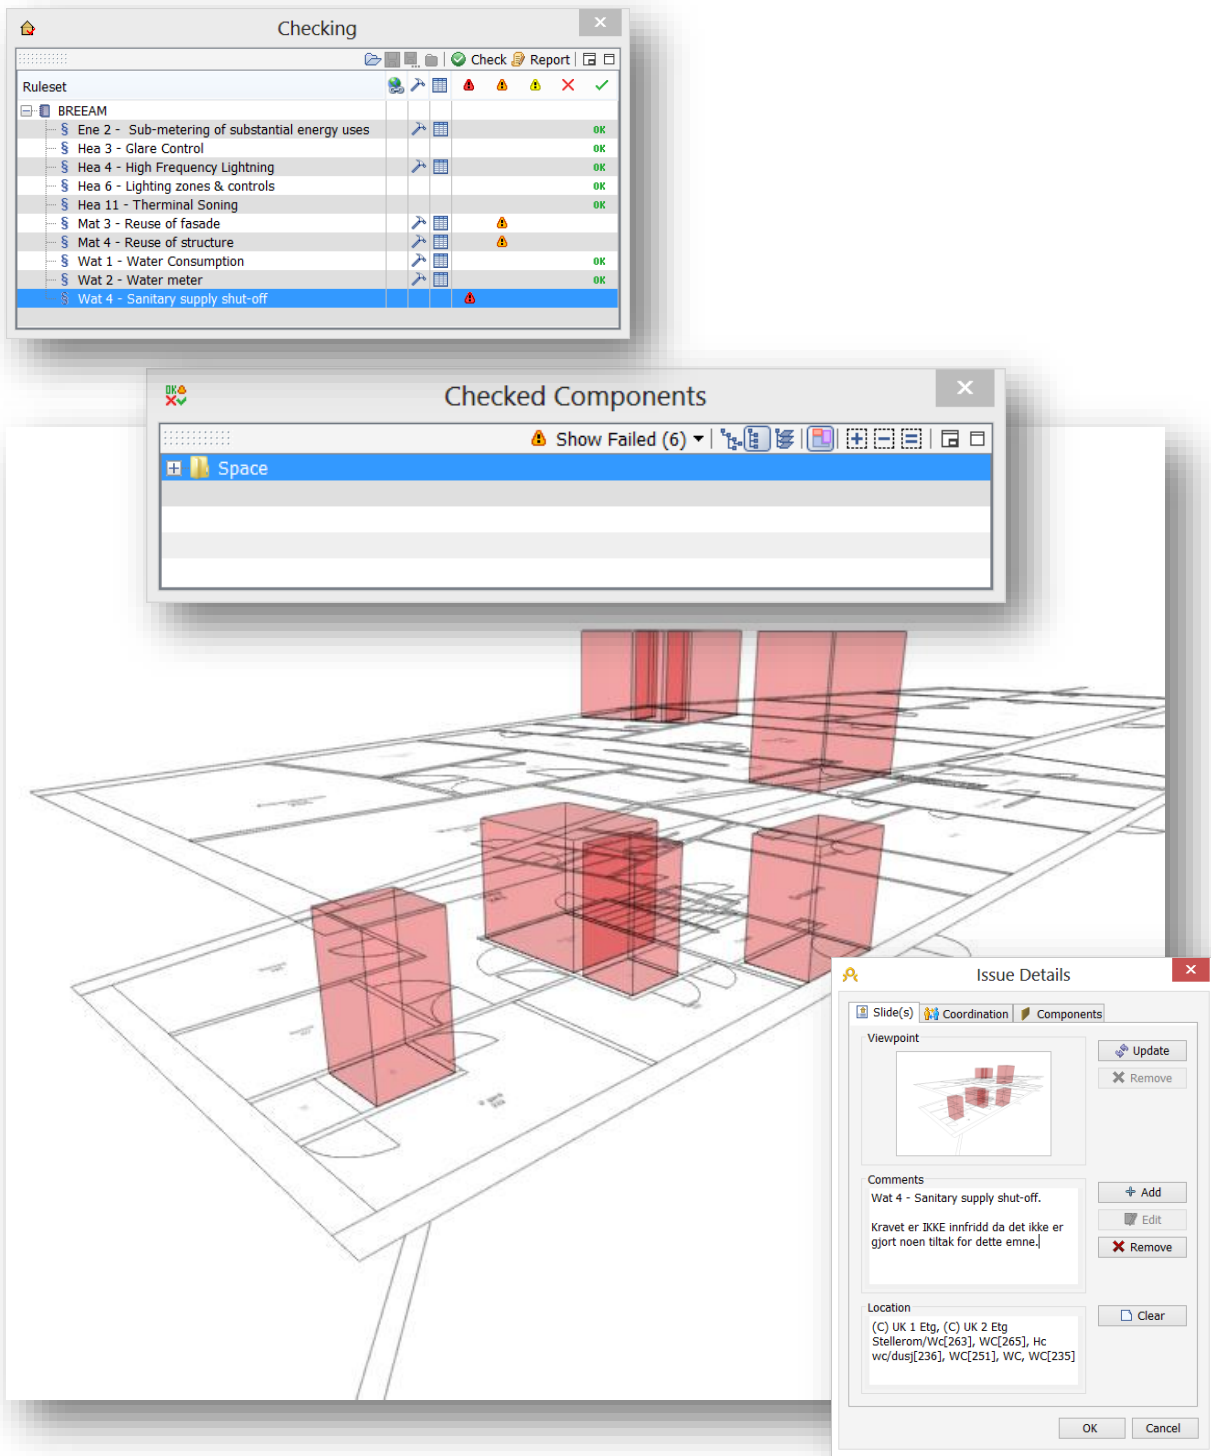 Checking
Check Report
Ruleset
BREEAM
§ Ene 2 - Sub-metering of substantial energy uses OK
§ Hea 3 - Glare Control OK
§ Hea 4 - High Frequency Lightning OK
§ Hea 6 - Lighting zones & controls OK
§ Hea 11 - Therminal Soning OK
§ Mat 3 - Reuse of fasade
§ Mat 4 - Reuse of structure
§ Wat 1 - Water Consumption OK
§ Wat 2 - Water meter OK
§ Wat 4 - Sanitary supply shut-off
Checked Components
Show Failed (6)
Space
Issue Details
Slide(s) Coordination Components
Viewpoint
Update
Remove
Comments
Wat 4 - Sanitary supply shut-off.
Kravet er IKKE innfridd da det ikke er
gjort noen tiltak for dette emne.
Add
Edit
Remove
Location
(C) UK 1 Etg, (C) UK 2 Etg
Stellerom/Wc[263], WC[265], Hc
wc/dusj[236], WC[251], WC, WC[235]
Clear
OK Cancel